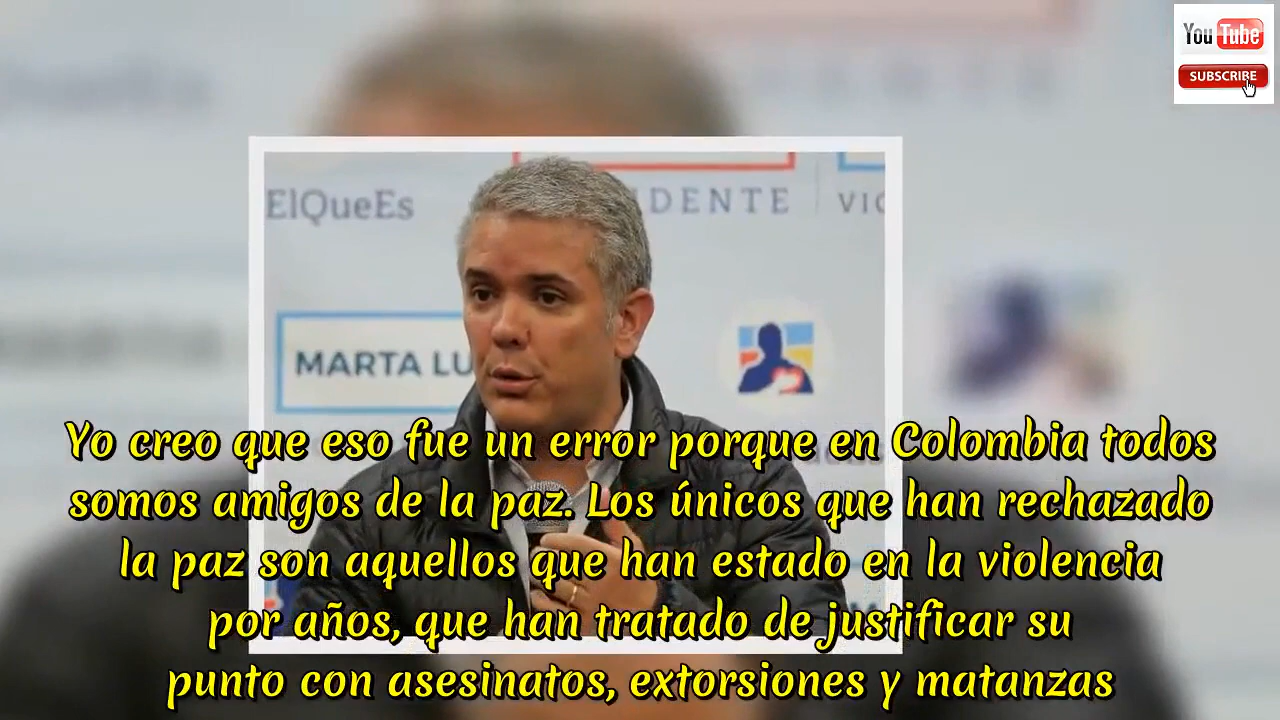 You Tube
SUBSCRIBE
ElQueEs
DENTE
VIC
MARTA LU
Yo creo que eso fue un error porque en Colombia todos
somos amigos de la paz. Los únicos que han rechazado
la paz son aquellos que han estado en la violencia
por años, que han tratado de justificar su
punto con asesinatos, extorsiones y matanzas